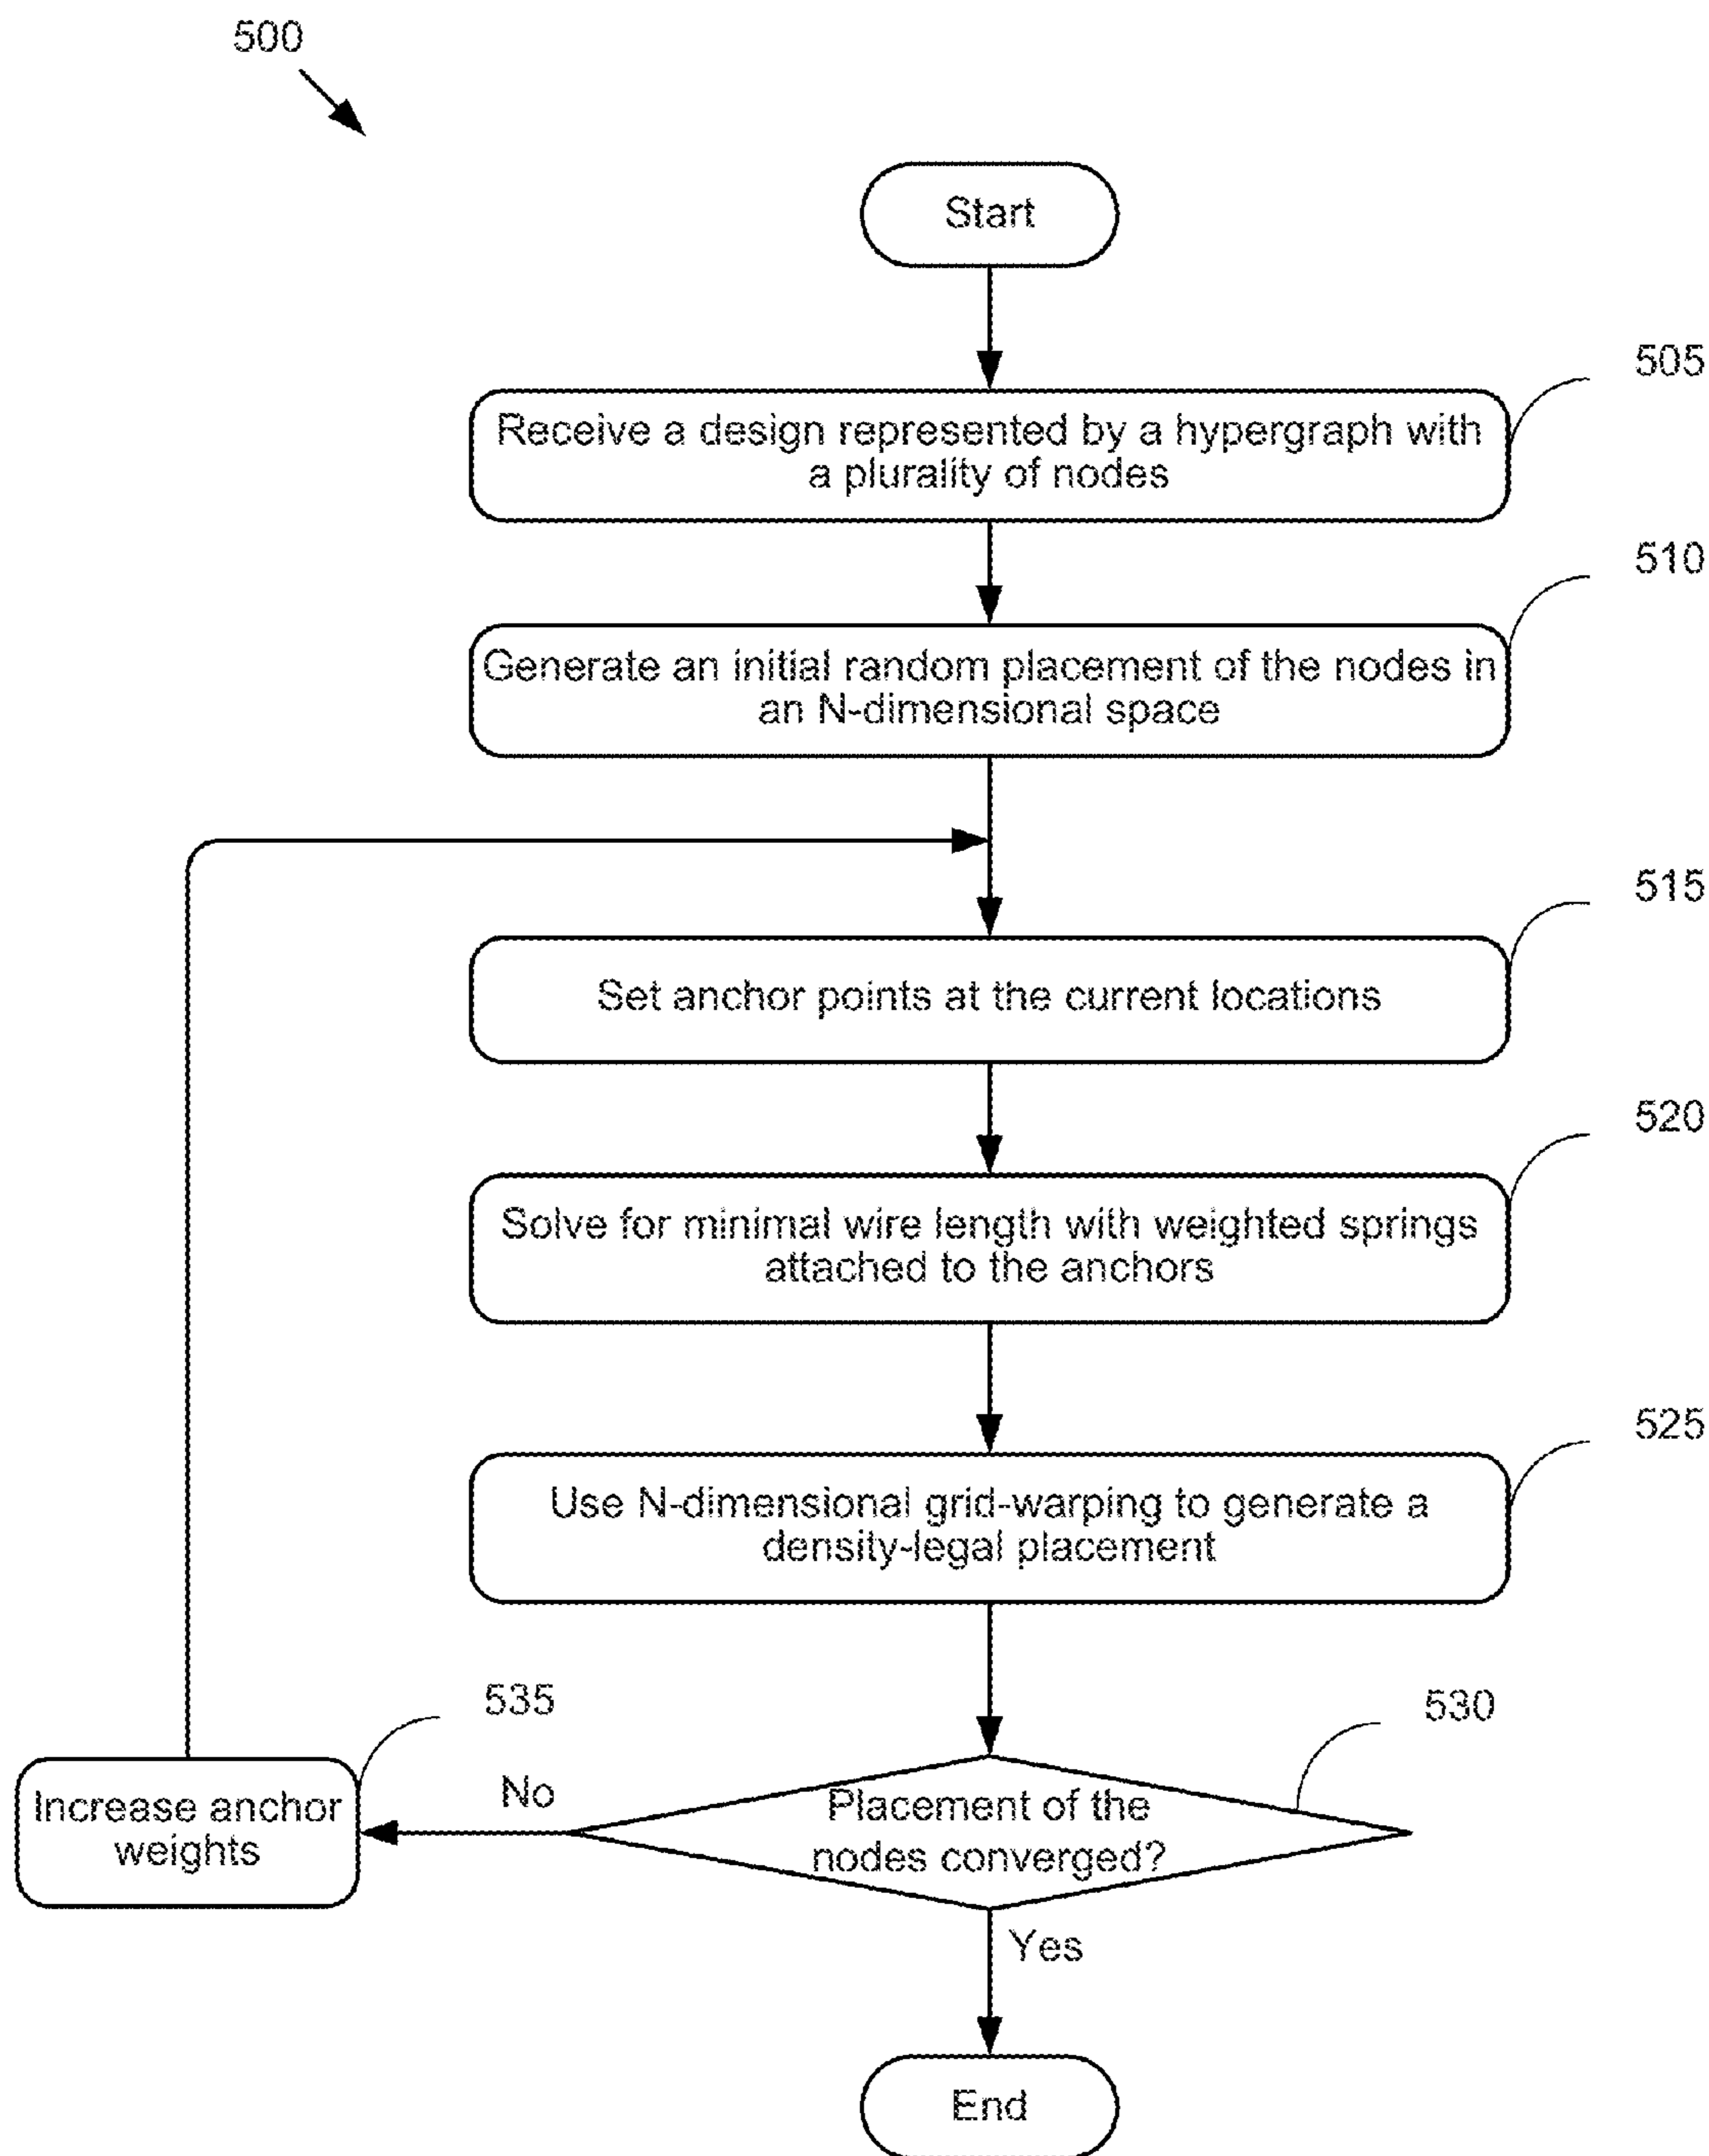 500
Start
505
Receive a design represented by a hypergraph with
a plurality of nodes
510
Generate an initial random placement of the nodes in
an N-dimensional space
515
Set anchor points at the current locations
520
Solve for minimal wire length with weighted springs
attached to the anchors
525
Use N-dimensional grid-warping to generate a
density-legal placement
530
Placement of the
nodes converged?
No
535
Increase anchor
weights
Yes
End